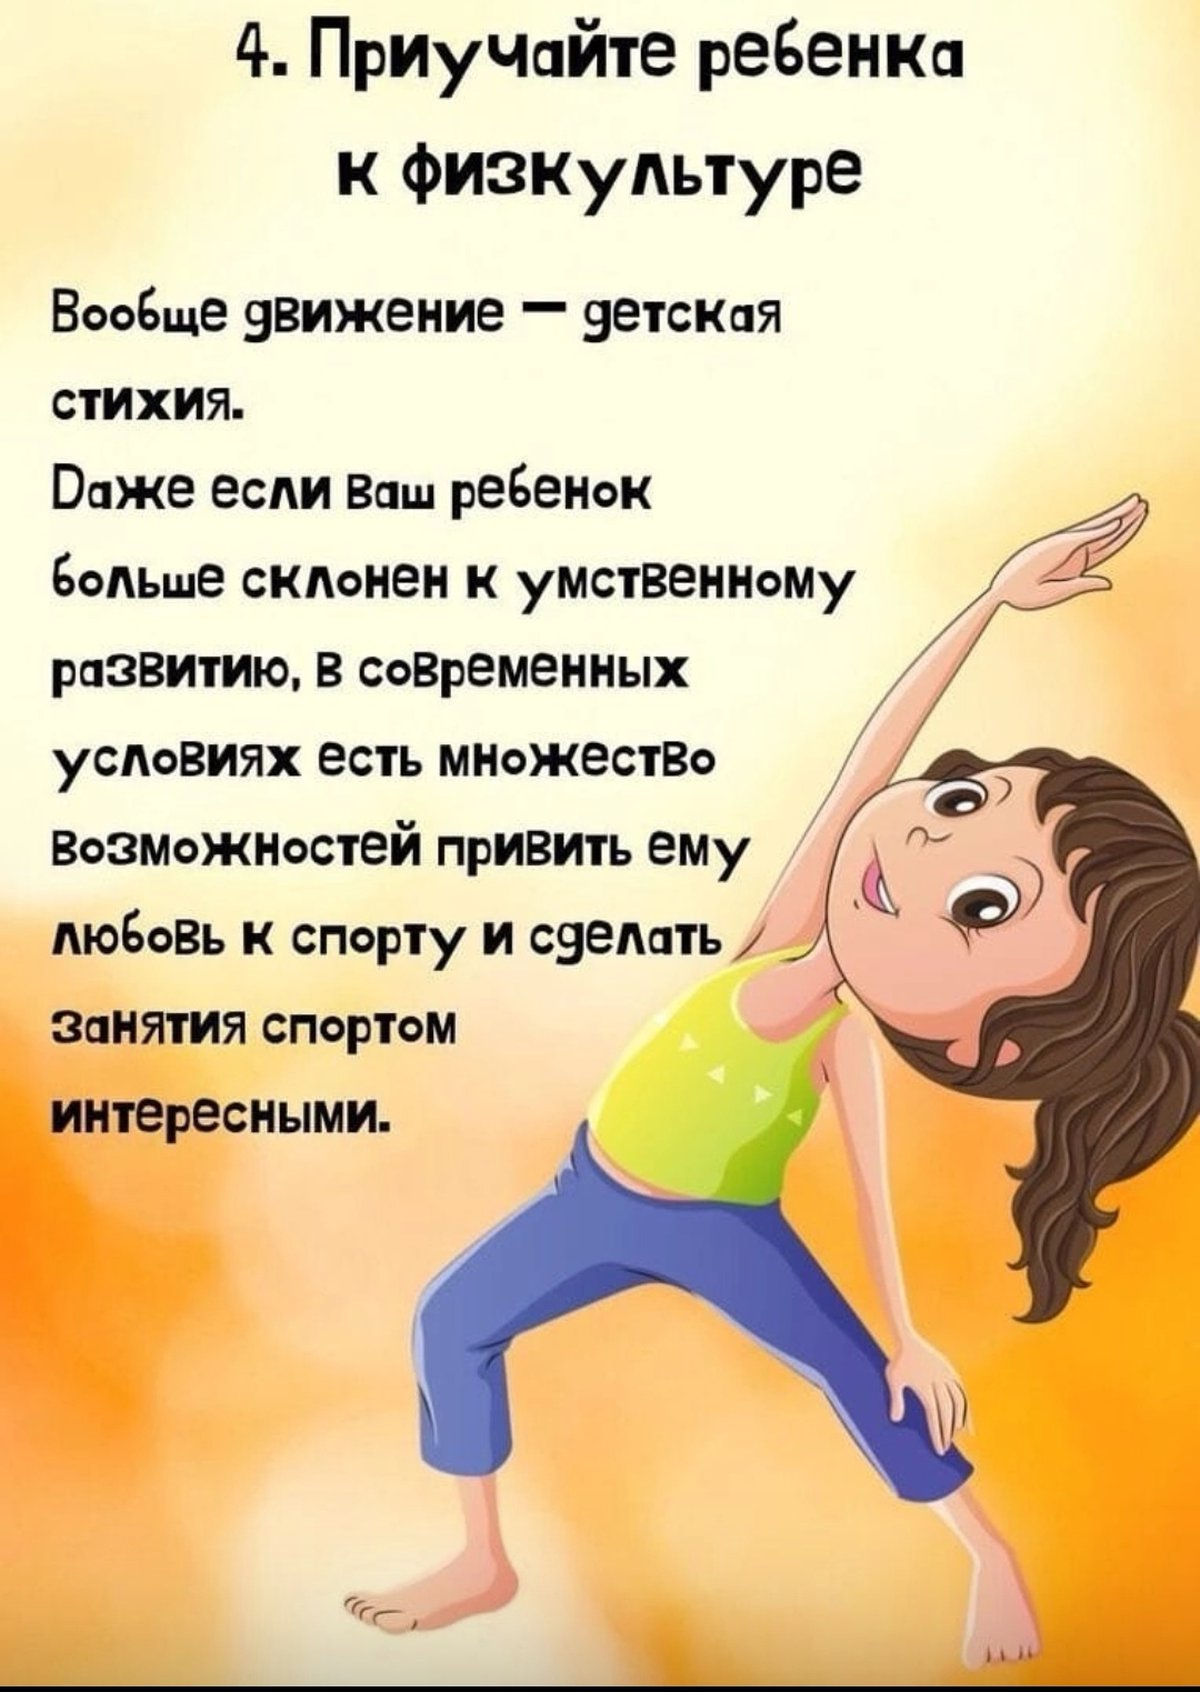 4. Приучайте ребенка
к физкультуре
Вообще движение — детская
стихия.
Даже если Ваш ребенок
больше склонен к умственному
развитию, в современных
условиях есть множество
возможностей привить ему
любовь к спорту и сделать
занятия спортом
интересными.